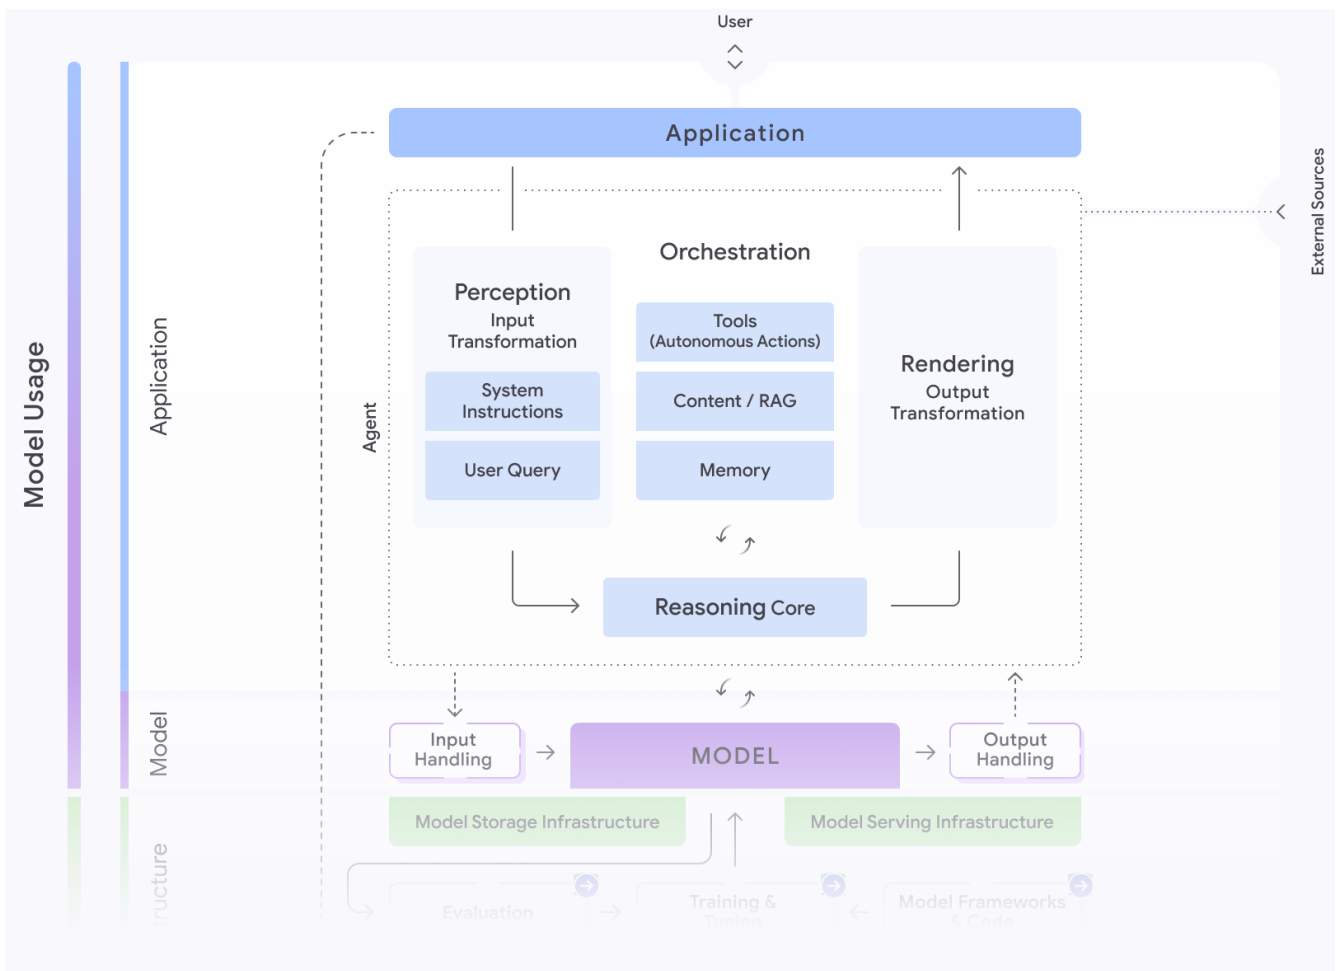 User
Application
External Sources
Model Usage
Application
Agent
Orchestration
Perception
Input
Transformation
System
Instructions
User Query
Tools
(Autonomous Actions)
Content / RAG
Memory
Rendering
Output
Transformation
Reasoning Core
Model
Input
Handling
MODEL
Output
Handling
Model Storage Infrastructure
Model Serving Infrastructure
Evaluation
Training &
Tuning
Model Frameworks
& Code